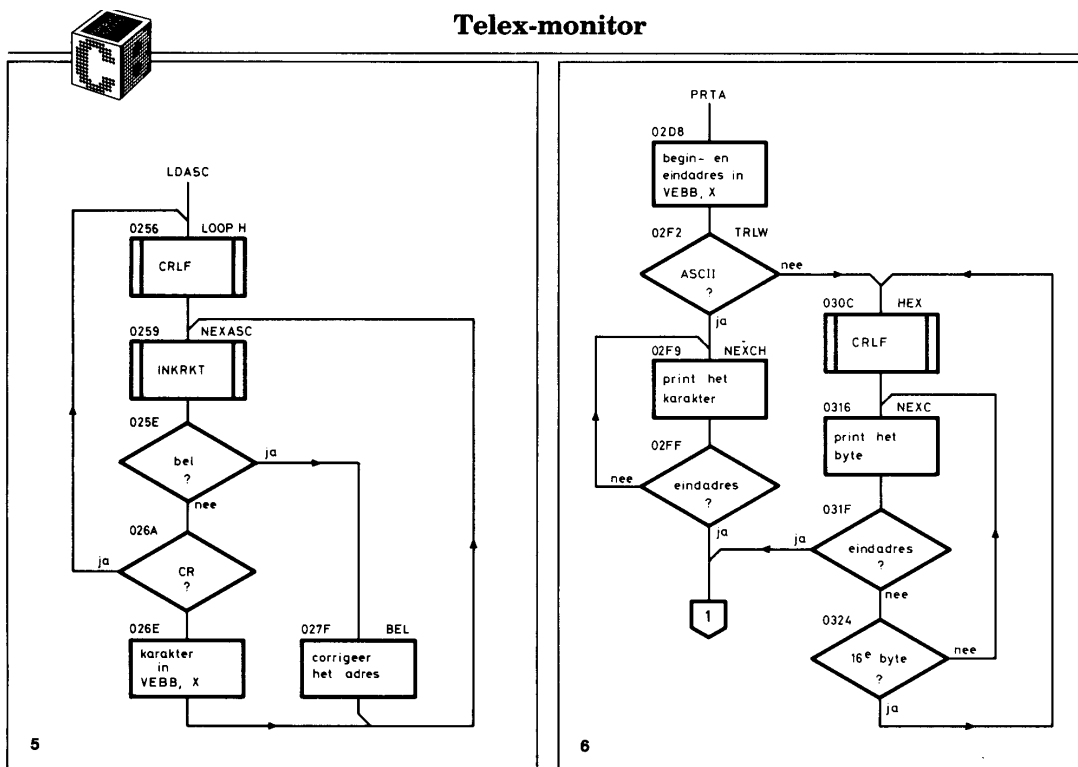 Telex-monitor
LDASC
0256 LOOP H
CRLF
0259 NEXASC
INKRKT
025E
bel
?
ja
nee
026A
CR
?
ja
026E
karakter
in
VEBB, X
027F BEL
corrigeer
het adres
5
PRTA
02D8
begin- en
eindadres in
VEBB, X
02F2 TRLW
ASCII
?
nee
ja
030C HEX
CRLF
02F9 NEXCH
print het
karakter
0316 NEXC
print het
byte
02FF
eindadres
?
nee
ja
031F
eindadres
?
ja
nee
1
0324
16e byte
?
nee
ja
6